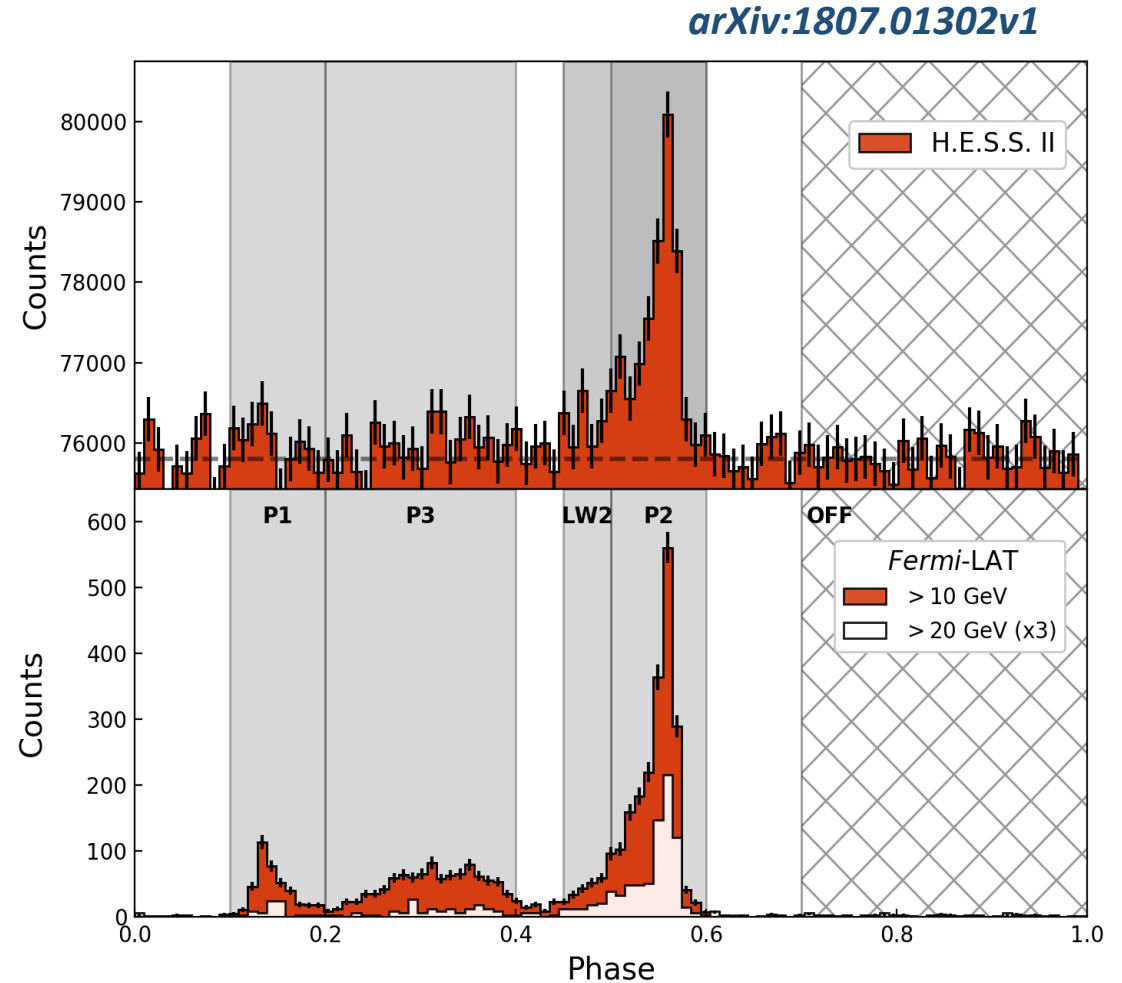 arXiv:1807.01302v1
80000
79000
78000
77000
76000
Counts
H.E.S.S. II
P1 P3 LW2 P2 OFF
600
500
400
300
200
100
0
Counts
Fermi-LAT
> 10 GeV
> 20 GeV (x3)
0.0 0.2 0.4 0.6 0.8 1.0
Phase